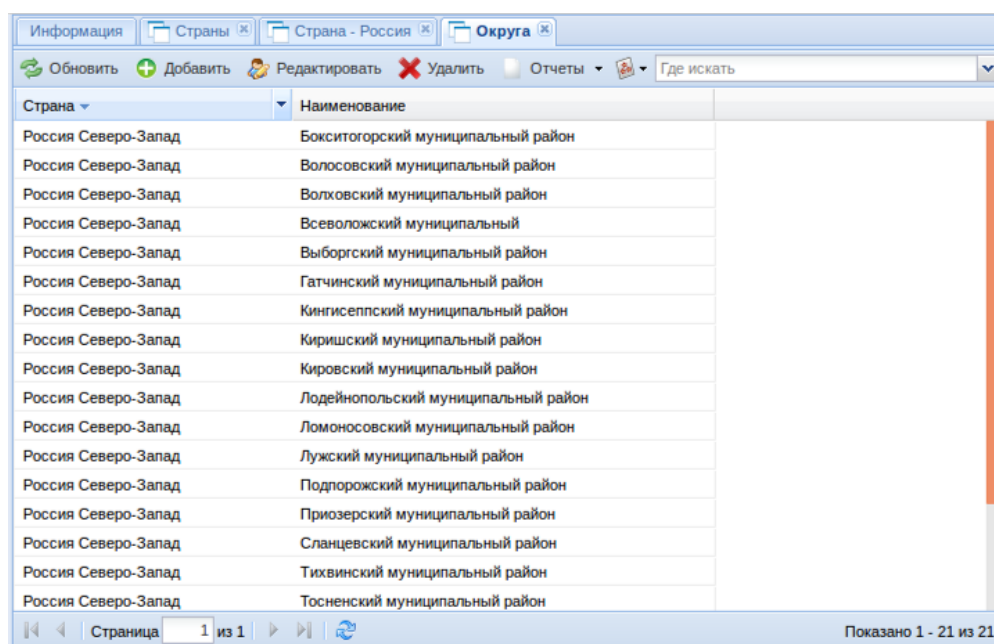 Информация Страны Страна - Россия Округа
Обновить Добавить Редактировать Удалить Отчеты Где искать
Страна Наименование
Россия Северо-Запад Бокситогорский муниципальный район
Россия Северо-Запад Волосовский муниципальный район
Россия Северо-Запад Волховский муниципальный район
Россия Северо-Запад Всеволожский муниципальный
Россия Северо-Запад Выборгский муниципальный район
Россия Северо-Запад Гатчинский муниципальный район
Россия Северо-Запад Кингисеппский муниципальный район
Россия Северо-Запад Киришский муниципальный район
Россия Северо-Запад Кировский муниципальный район
Россия Северо-Запад Лодейнопольский муниципальный район
Россия Северо-Запад Ломоносовский муниципальный район
Россия Северо-Запад Лужский муниципальный район
Россия Северо-Запад Подпорожский муниципальный район
Россия Северо-Запад Приозерский муниципальный район
Россия Северо-Запад Сланцевский муниципальный район
Россия Северо-Запад Тихвинский муниципальный район
Россия Северо-Запад Тосненский муниципальный район
Страница 1 из 1 Показано 1 - 21 из 21